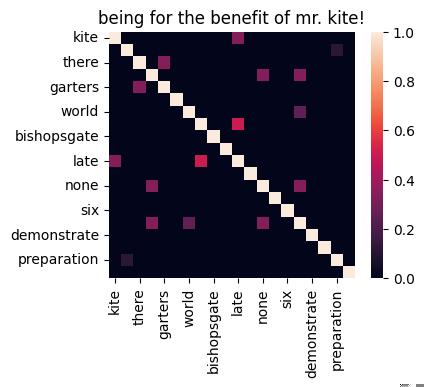 being for the benefit of mr. kite!
kite
there
garters
world
bishopsgate
late
none
six
demonstrate
preparation
1.0
0.8
0.6
0.4
0.2
0.0
kite
there
garters
world
bishopsgate
late
none
six
demonstrate
preparation